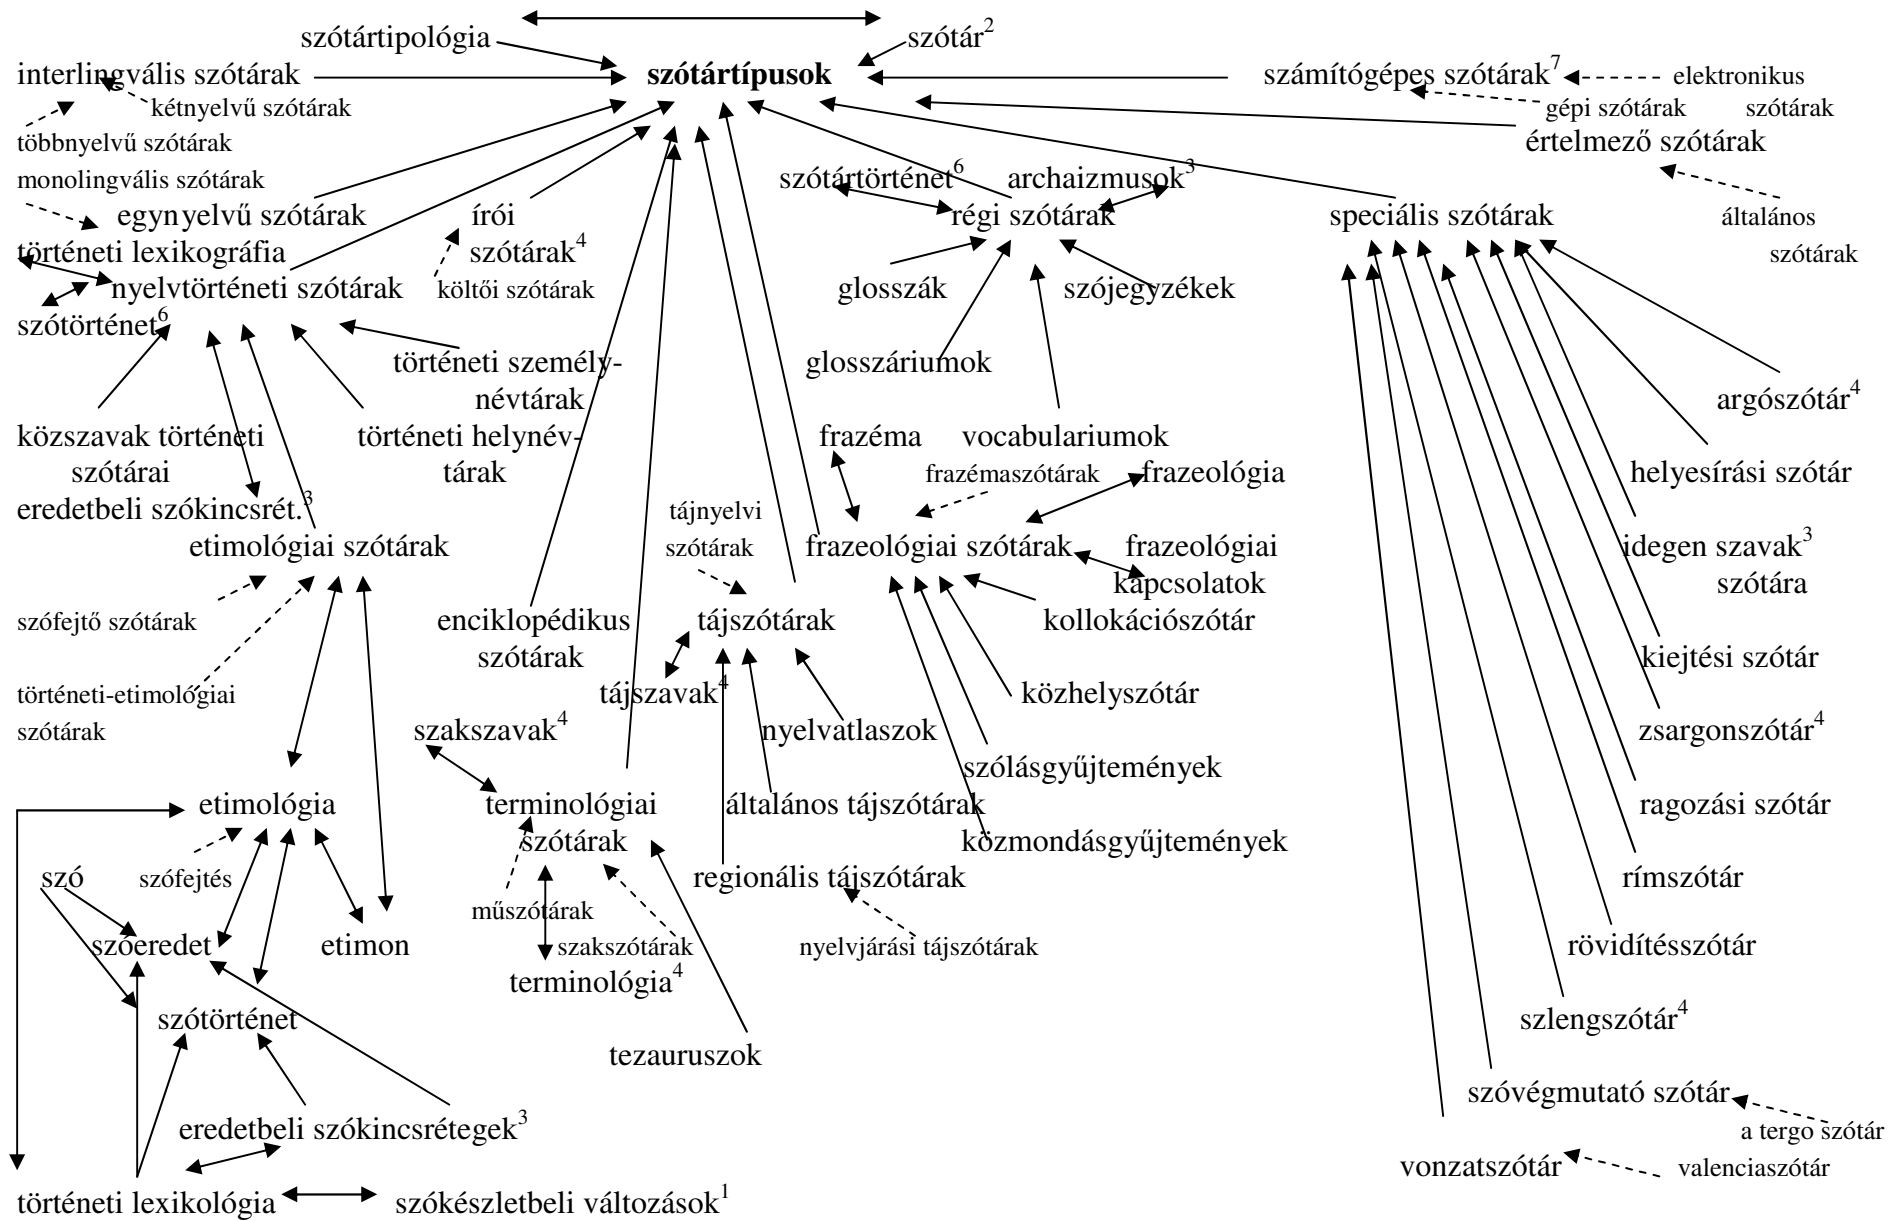 szótártipológia szótár2
interlingvális szótárak szótártípusok számítógépes szótárak7 elektronikus
kétnyelvű szótárak gépi szótárak szótárak
többnyelvű szótárak értelmező szótárak
monolingvális szótárak szótártörténet6 archaizmusok3
egynyelvű szótárak írói régi szótárak speciális szótárak általános
történeti lexikográfia szótárak4 szótárak
nyelvtörténeti szótárak költői szótárak glosszák szójegyzékek
szótörténet6
történeti személy- glosszáriumok
névtárak argószótár4
közszavak történeti történeti helynév- frazéma vocabulariumok
szótárai tárak frazémaszótárak frazeológia helyesírási szótár
eredetbeli szókincsrét.3 tájnyelvi
etimológiai szótárak szótárak frazeológiai szótárak frazeológiai idegen szavak3
kapcsolatok szótára
szófejtő szótárak enciklopédikus tájszótárak kollokációszótár
szótárak kiejtési szótár
történeti-etimológiai tájszavak4 közhelyszótár
szótárak szakszavak4 nyelvatlaszok zsargonszótár4
szólásgyűjtemények
etimológia terminológiai általános tájszótárak ragozási szótár
szótárak közmondásgyűjtemények
szó szófejtés regionális tájszótárak rímszótár
műszótárak
szóeredet etimon szakszótárak nyelvjárási tájszótárak rövidítésszótár
terminológia4
szótörténet szlengszótár4
tezauruszok
szóvégmutató szótár
eredetbeli szókincsrétegek3 a tergo szótár
vonzatszótár valenciaszótár
történeti lexikológia szókészletbeli változások1